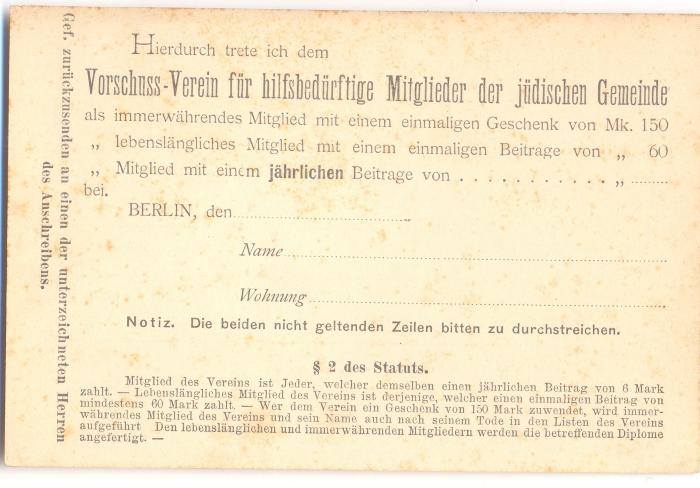 Hierdurch trete ich dem
Vorschuss-Verein für hilfsbedürftige Mitglieder der jüdischen Gemeinde
als immerwährendes Mitglied mit einem einmaligen Geschenk von Mk. 150
„ lebenslängliches Mitglied mit einem einmaligen Beitrage von „ 60
„ Mitglied mit einem jährlichen Beitrage von . . . . . . . . . . . „ ........
bei.
BERLIN, den
Name
Wohnung
Notiz. Die beiden nicht geltenden Zeilen bitten zu durchstreichen.
§ 2 des Statuts.
Mitglied des Vereins ist Jeder, welcher demselben einen jährlichen Beitrag von 6 Mark
zahlt. — Lebenslängliches Mitglied des Vereins ist derjenige, welcher einen einmaligen Beitrag von
mindestens 60 Mark zahlt. — Wer dem Verein ein Geschenk von 150 Mark zuwendet, wird immer-
währendes Mitglied des Vereins und sein Name auch nach seinem Tode in den Listen des Vereins
aufgeführt Den lebenslänglichen und immerwährenden Mitgliedern werden die betreffenden Diplome
angefertigt. —
Gef. zurückzusenden an einen der unterzeichneten Herren
des Anschreibens.